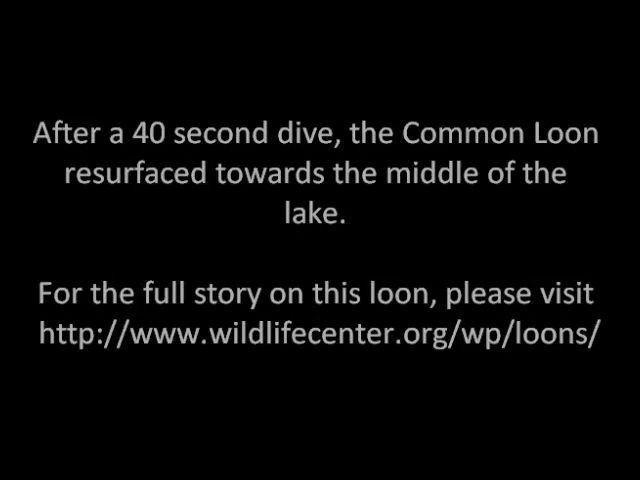 After a 40 second dive, the Common Loon
resurfaced towards the middle of the
lake.
For the full story on this loon, please visit
http://www.wildlifecenter.org/wp/loons/